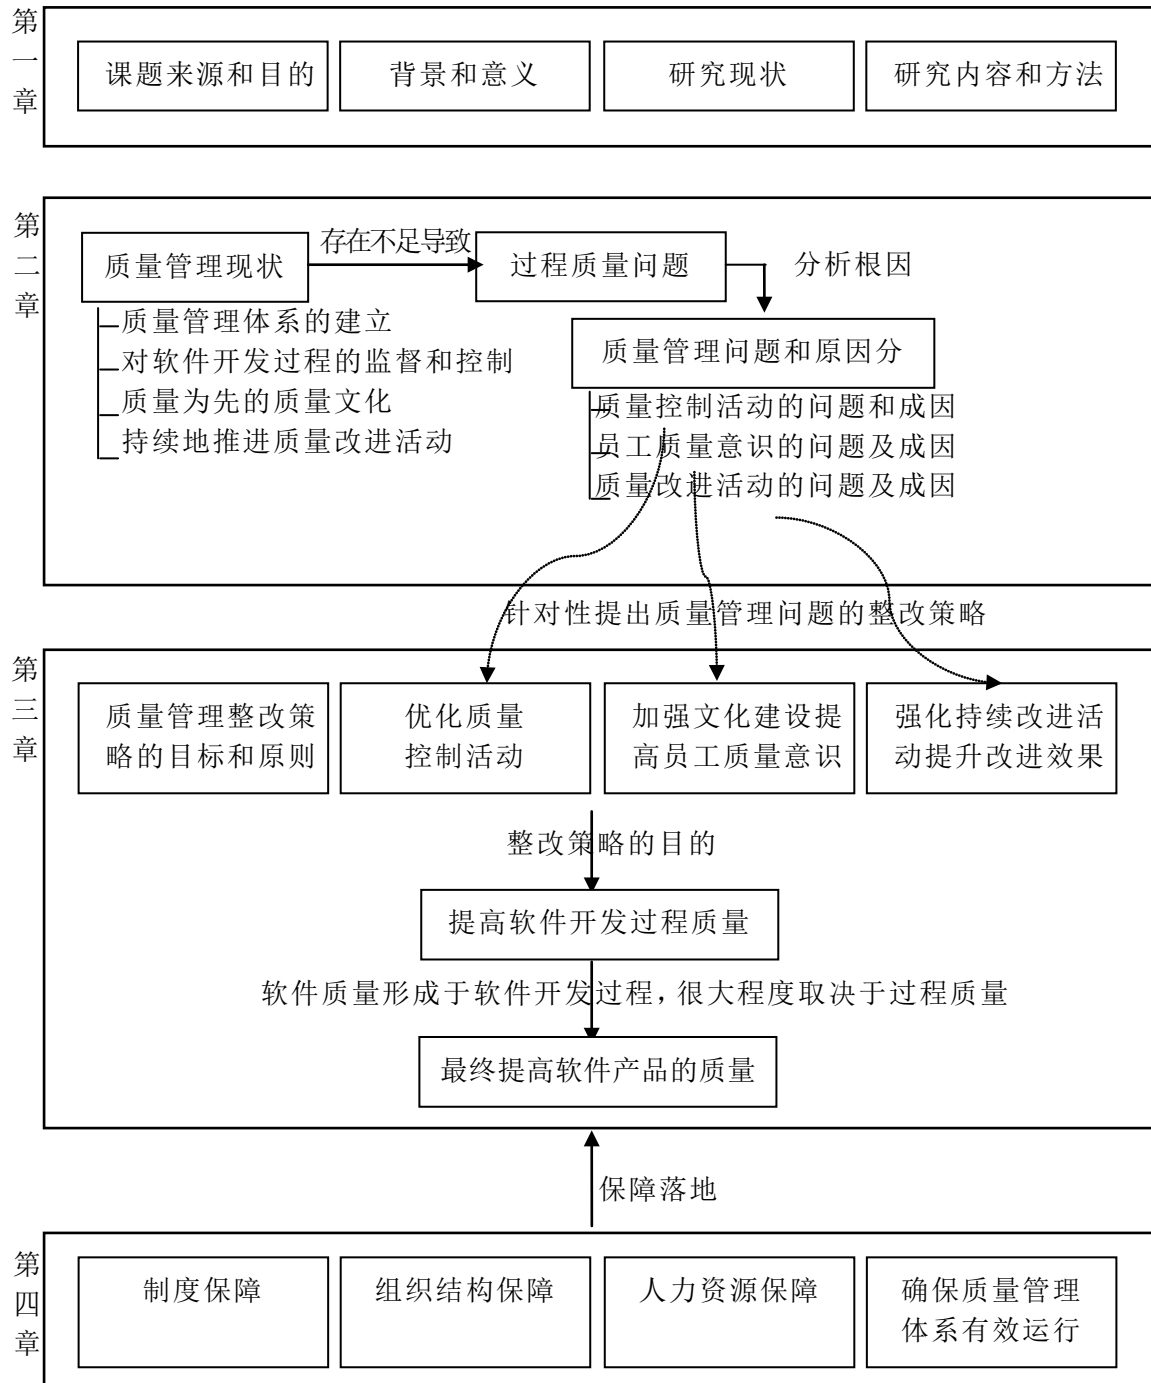 第一章
课题来源和目的
背景和意义
研究现状
研究内容和方法
第二章
质量管理现状
存在不足导致
过程质量问题
分析根因
质量管理体系的建立
对软件开发过程的监督和控制
质量为先的质量文化
持续地推进质量改进活动
质量管理问题和原因分
质量控制活动的问题和成因
员工质量意识的问题及成因
质量改进活动的问题及成因
针对性提出质量管理问题的整改策略
第三章
质量管理整改策
略的目标和原则
优化质量
控制活动
加强文化建设提
高员工质量意识
强化持续改进活
动提升改进效果
整改策略的目的
提高软件开发过程质量
软件质量形成于软件开发过程，很大程度取决于过程质量
最终提高软件产品的质量
保障落地
第四章
制度保障
组织结构保障
人力资源保障
确保质量管理
体系有效运行